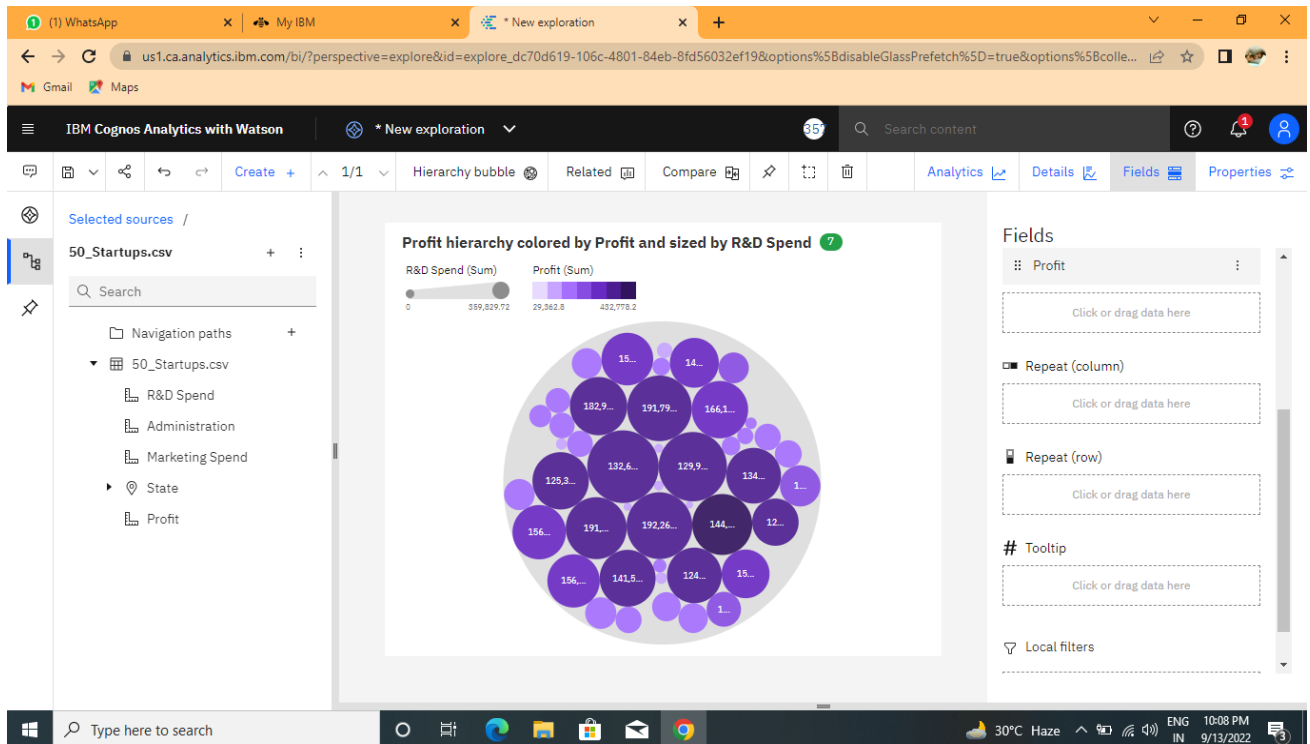 (1) WhatsApp
My IBM
* New exploration
us1.ca.analytics.ibm.com/bi/?perspective=explore&id=explore_dc70d619-106c-4801-84eb-8fd56032ef19&options%5BdisableGlassPrefetch%5D=true&options%5Bcolle...
Gmail Maps
IBM Cognos Analytics with Watson * New exploration Search content 1
Create + 1/1 Hierarchy bubble Related Compare Analytics Details Fields Properties
Selected sources /
50_Startups.csv
Search
Navigation paths
50_Startups.csv
R&D Spend
Administration
Marketing Spend
State
Profit
Profit hierarchy colored by Profit and sized by R&D Spend 7
R&D Spend (Sum) Profit (Sum)
0 359,829.72 29,362.8 432,778.2
15... 14...
182,9... 191,79... 166,1...
132,6... 129,9... 134...
125,3... 1...
156... 191,... 192,26... 144,... 12...
156,... 141,5... 124... 15...
1...
Fields
Profit
Click or drag data here
Repeat (column)
Click or drag data here
Repeat (row)
Click or drag data here
# Tooltip
Click or drag data here
Local filters
Type here to search
30°C Haze
ENG
IN
10:08 PM
9/13/2022
3